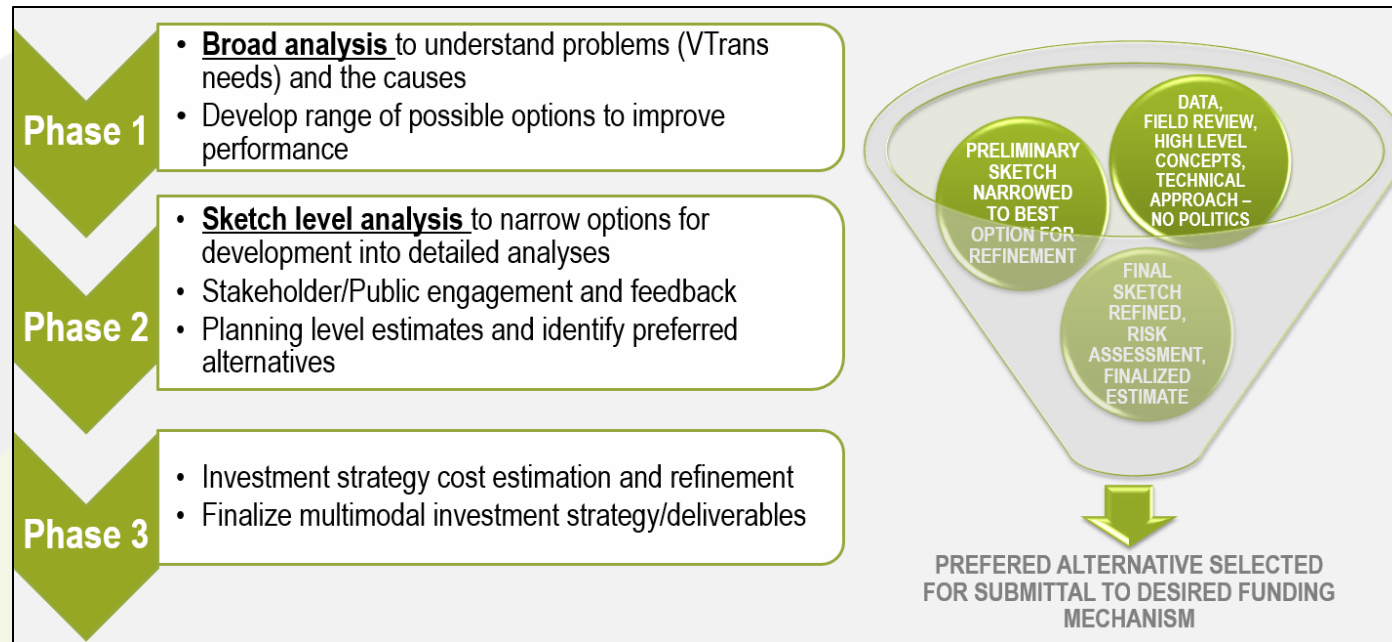 Phase 1
• Broad analysis to understand problems (VTrans
needs) and the causes
• Develop range of possible options to improve
performance
Phase 2
• Sketch level analysis to narrow options for
development into detailed analyses
• Stakeholder/Public engagement and feedback
• Planning level estimates and identify preferred
alternatives
Phase 3
• Investment strategy cost estimation and refinement
• Finalize multimodal investment strategy/deliverables
DATA,
FIELD REVIEW,
HIGH LEVEL
CONCEPTS,
TECHNICAL
APPROACH –
NO POLITICS
PRELIMINARY
SKETCH
NARROWED
TO BEST
OPTION FOR
REFINEMENT
FINAL
SKETCH
REFINED,
RISK
ASSESSMENT,
FINALIZED
ESTIMATE
PREFERED ALTERNATIVE SELECTED
FOR SUBMITTAL TO DESIRED FUNDING
MECHANISM